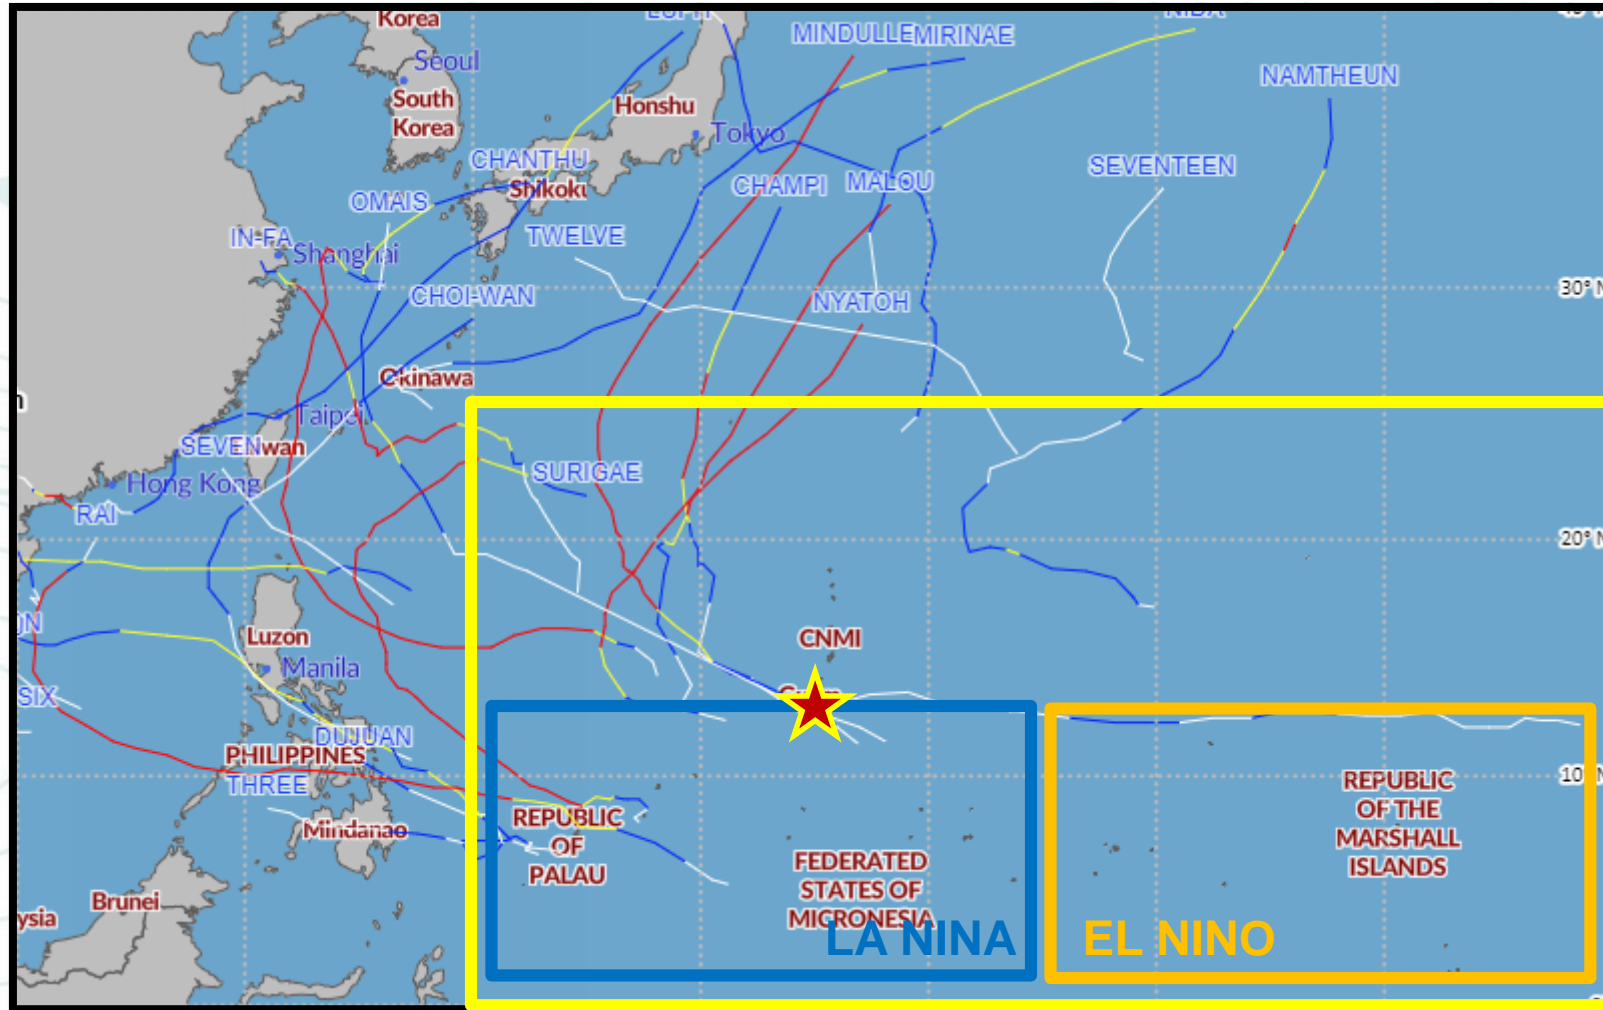 Korea
Seoul
South
Korea
MINDULLE
MIRINAE
NAMTHEUN
Honshu
Tokyo
CHANTHU
Shikoku
SEVENTEEN
CHAMPI
MALOU
OMAIS
IN-FA
Shanghai
TWELVE
CHOI-WAN
NYATOH
30° N
Okinawa
Taipei
SEVEN
wan
Hong Kong
SURIGAE
RAI
20° N
Luzon
CNMI
Manila
SIX
DUJUAN
PHILIPPINES
THREE
10° N
REPUBLIC
OF
PALAU
REPUBLIC
OF THE
MARSHALL
ISLANDS
Mindanao
FEDERATED
STATES OF
MICRONESIA
Brunei
ysia
LA NINA
EL NINO